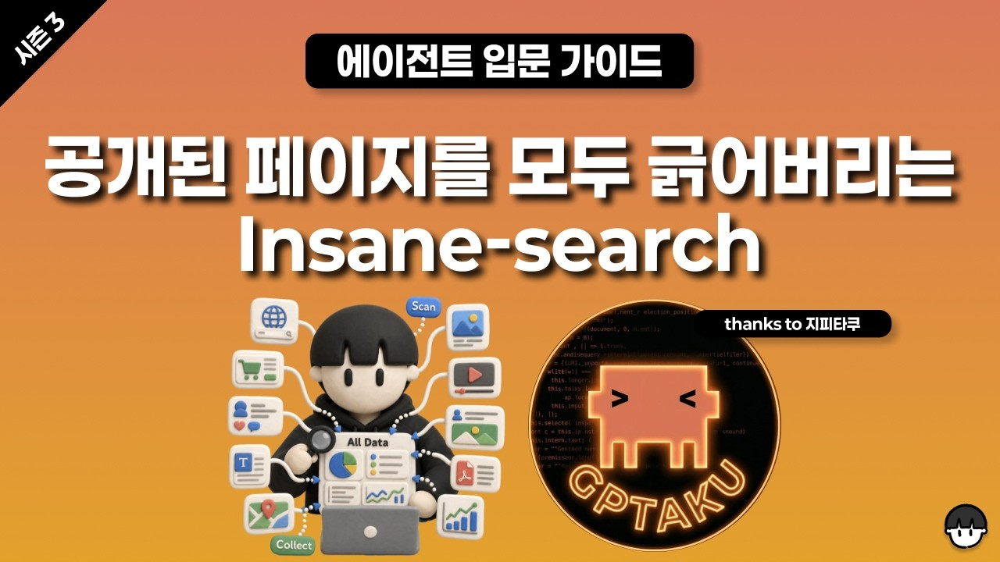 시즌 3
에이전트 입문 가이드
공개된 페이지를 모두 긁어버리는
Insane-search
Scan
thanks to 지피타쿠
All Data
T
GPTAKU
Collect